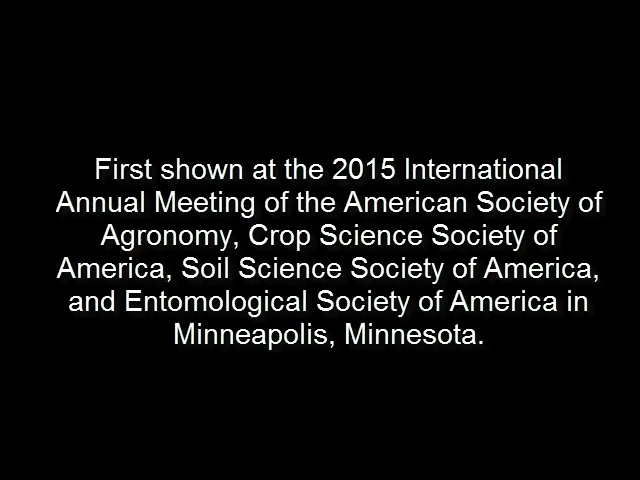 First shown at the 2015 International
Annual Meeting of the American Society of
Agronomy, Crop Science Society of
America, Soil Science Society of America,
and Entomological Society of America in
Minneapolis, Minnesota.